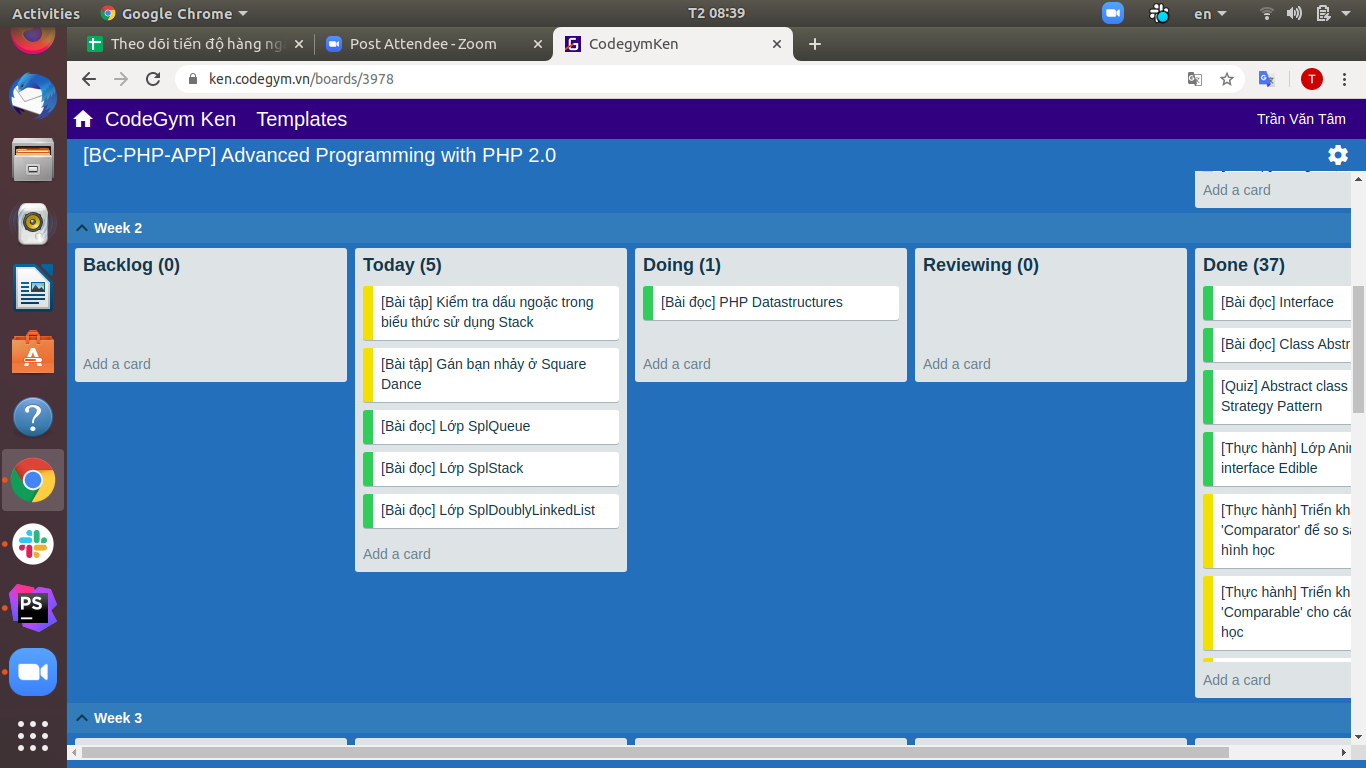 Activities
Google Chrome
T2 08:39
en
Theo dõi tiến độ hàng ng
Post Attendee - Zoom
CodegymKen
ken.codegym.vn/boards/3978
T
CodeGym Ken
Templates
Trần Văn Tâm
[BC-PHP-APP] Advanced Programming with PHP 2.0
Add a card
Week 2
Backlog (0)
Add a card
Today (5)
[Bài tập] Kiểm tra dấu ngoặc trong
biểu thức sử dụng Stack
[Bài tập] Gán bạn nhảy ở Square
Dance
[Bài đọc] Lớp SplQueue
[Bài đọc] Lớp SplStack
[Bài đọc] Lớp SplDoublyLinkedList
Add a card
Doing (1)
[Bài đọc] PHP Datastructures
Add a card
Reviewing (0)
Add a card
Done (37)
[Bài đọc] Interface
[Bài đọc] Class Abstr
[Quiz] Abstract class
Strategy Pattern
[Thực hành] Lớp Ani
interface Edible
[Thực hành] Triển kh
'Comparator' để so sá
hình học
[Thực hành] Triển kh
'Comparable' cho các
học
Add a card
Week 3
PS